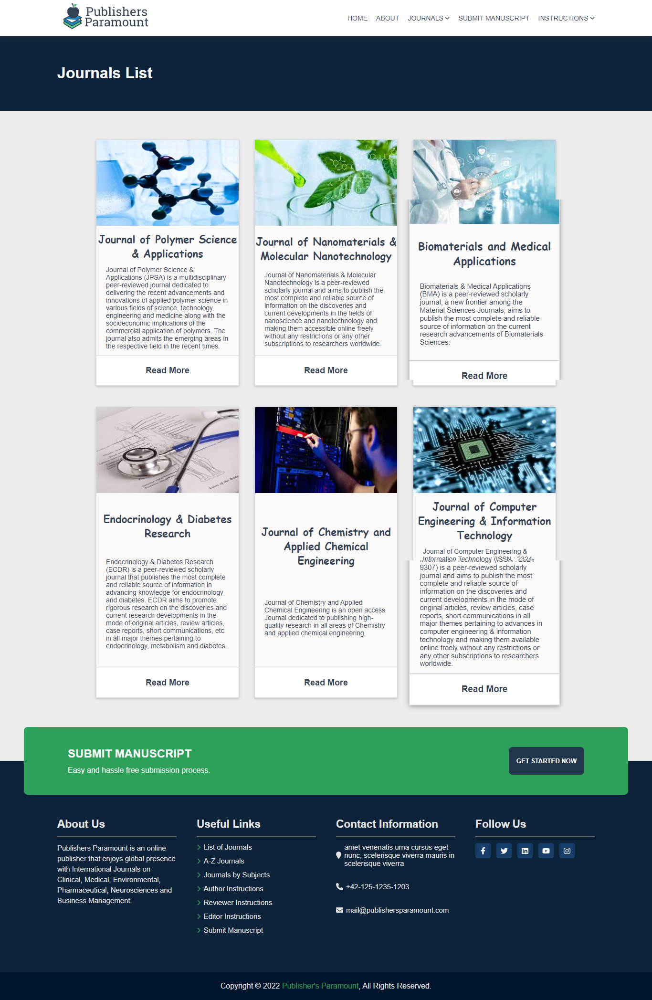 Publishers
Paramount
HOME ABOUT JOURNALS SUBMIT MANUSCRIPT INSTRUCTIONS
Journals List
Journal of Polymer Science
& Applications
Journal of Polymer Science &
Applications (JPSA) is a multidisciplinary
peer-reviewed journal dedicated to
delivering the recent advancements and
innovations of applied polymer science in
various fields of science, technology,
engineering and medicine along with the
socioeconomic implications of the
commercial application of polymers. The
journal also admits the emerging areas in
the respective field in the recent times.
Read More
Journal of Nanomaterials &
Molecular Nanotechnology
Journal of Nanomaterials & Molecular
Nanotechnology is a peer-reviewed
scholarly journal and aims to publish the
most complete and reliable source of
information on the discoveries and
current developments in the fields of
nanoscience and nanotechnology and
making them accessible online freely
without any restrictions or any other
subscriptions to researchers worldwide.
Read More
Biomaterials and Medical
Applications
Biomaterials & Medical Applications
(BMA) is a peer-reviewed scholarly
journal, a new frontier among the
Material Sciences Journals; aims to
publish the most complete and reliable
source of information on the current
research advancements of Biomaterials
Sciences.
Read More
Endocrinology & Diabetes
Research
Endocrinology & Diabetes Research
(ECDR) is a peer-reviewed scholarly
journal that publishes the most complete
and reliable source of information in
advancing knowledge for endocrinology
and diabetes. ECDR aims to promote
rigorous research on the discoveries and
current research developments in the
mode of original articles, review articles,
case reports, short communications, etc.
in all major themes pertaining to
endocrinology, metabolism and diabetes.
Read More
Journal of Chemistry and
Applied Chemical
Engineering
Journal of Chemistry and Applied
Chemical Engineering is an open access
Journal dedicated to publishing high-
quality research in all areas of Chemistry
and applied chemical engineering.
Read More
Journal of Computer
Engineering & Information
Technology
Journal of Computer Engineering &
Information Technology (ISSN : 2324-
9307) is a peer-reviewed scholarly
journal and aims to publish the most
complete and reliable source of
information on the discoveries and
current developments in the mode of
original articles, review articles, case
reports, short communications in all
major themes pertaining to advances in
computer engineering & information
technology and making them available
online freely without any restrictions or
any other subscriptions to researchers
worldwide.
Read More
SUBMIT MANUSCRIPT
Easy and hassle free submission process.
GET STARTED NOW
About Us
Publishers Paramount is an online
publisher that enjoys global presence
with International Journals on
Clinical, Medical, Environmental,
Pharmaceutical, Neurosciences and
Business Management.
Useful Links
List of Journals
A-Z Journals
Journals by Subjects
Author Instructions
Reviewer Instructions
Editor Instructions
Submit Manuscript
Contact Information
amet venenatis urna cursus eget
nunc, scelerisque viverra mauris in
scelerisque viverra
+42-125-1235-1203
mail@publishersparamount.com
Follow Us
Copyright © 2022 Publisher's Paramount, All Rights Reserved.